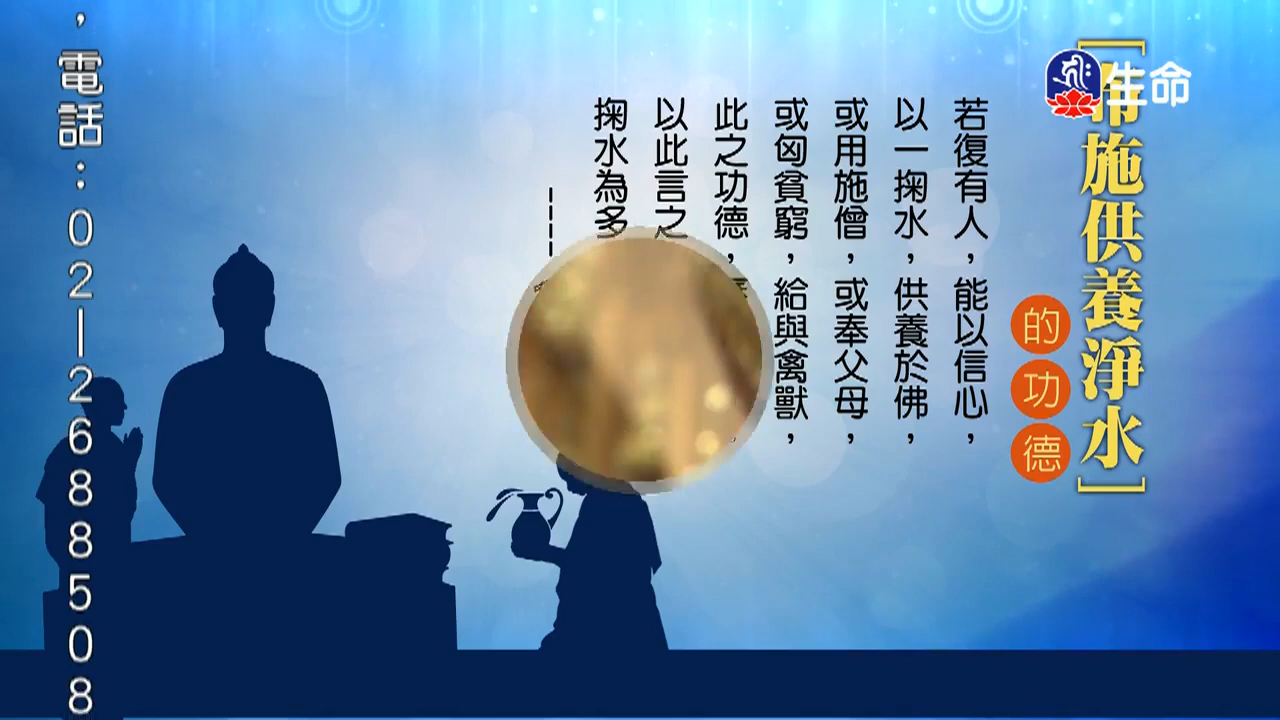 生命
布施供養淨水
的功德
若復有人，能以信心，
以一掬水，供養於佛，
或用施僧，或奉父母，
或匃貧窮，給與禽獸，
此之功德，
以此言之
掬水為多
，電話：02－2688508